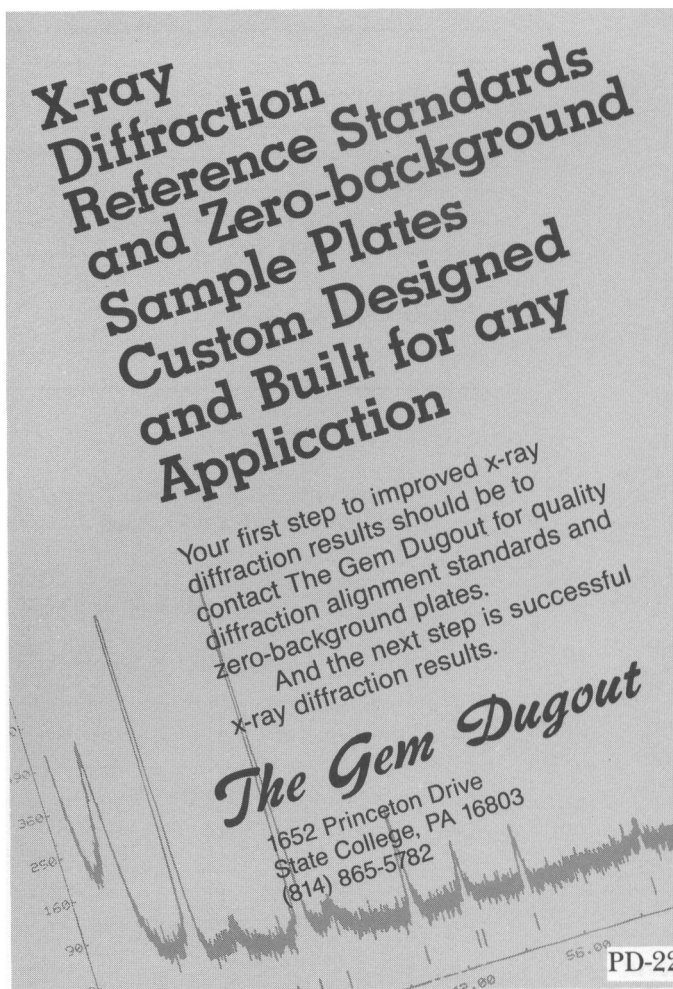 X-ray
Diffraction
Reference Standards
and Zero-background
Sample Plates
Custom Designed
and Built for any
Application
Your first step to improved x-ray
diffraction results should be to
contact The Gem Dugout for quality
diffraction alignment standards and
zero-background plates.
And the next step is successful
x-ray diffraction results.
The Gem Dugout
1652 Princeton Drive
State College, PA 16803
(814) 865-5782
360-
250-
160-
90-
56.00
PD-22